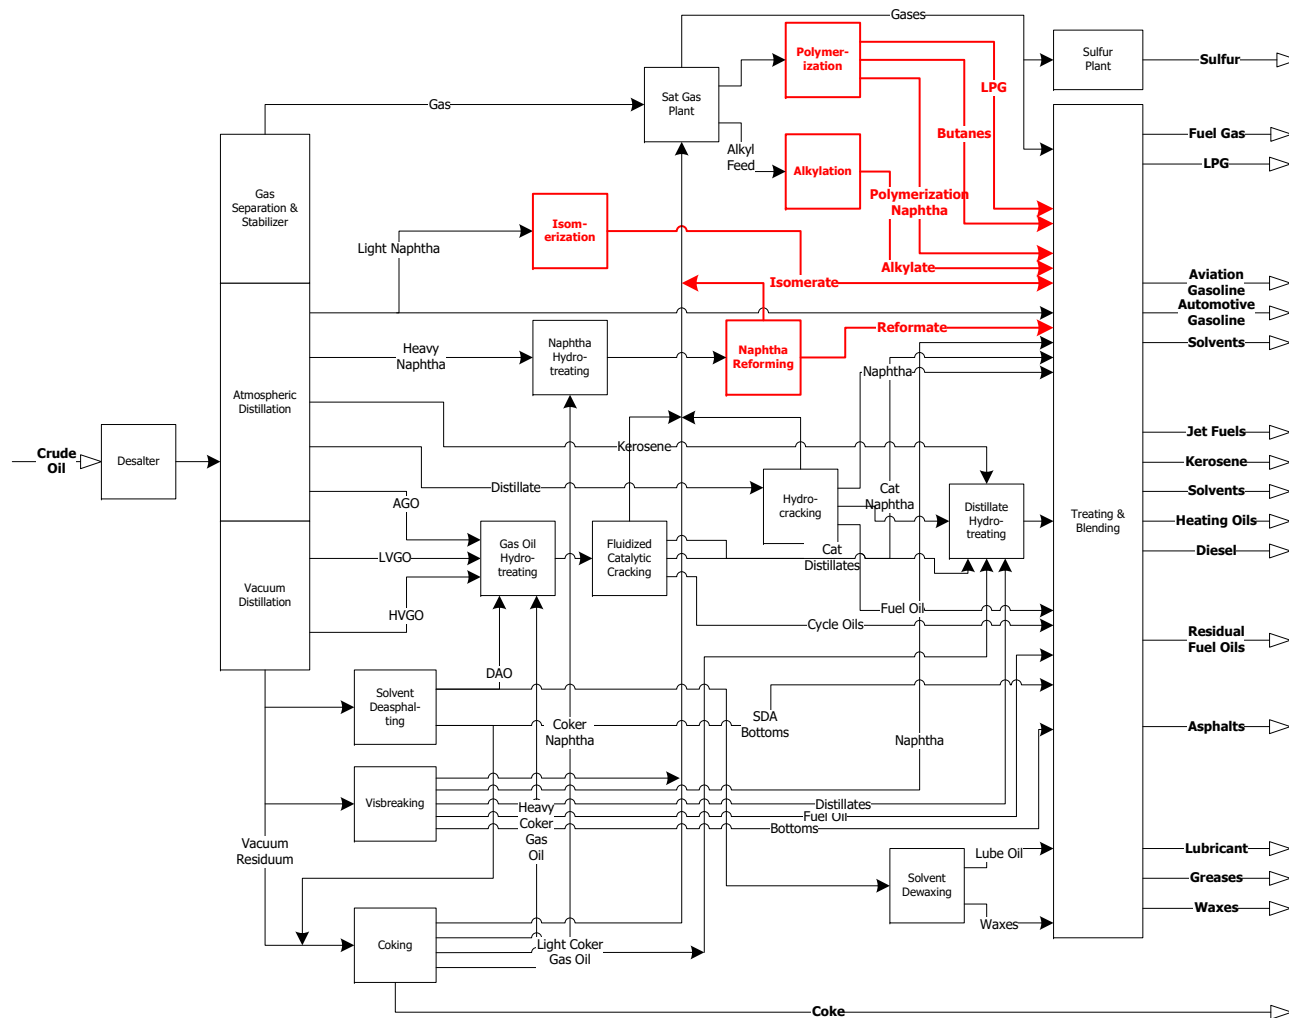 Gases
Polymer-
ization
Sulfur
Plant
Sulfur
LPG
Sat Gas
Plant
Gas
Butanes
Fuel Gas
LPG
Alkyl
Feed
Alkylation
Polymerization
Naphtha
Gas
Separation &
Stabilizer
Isom-
erization
Light Naphtha
Alkylate
Isomerate
Aviation
Gasoline
Automotive
Gasoline
Reformate
Solvents
Heavy
Naphtha
Naphtha
Hydro-
treating
Naphtha
Reforming
Naphtha
Atmospheric
Distillation
Kerosene
Jet Fuels
Crude
Oil
Desalter
Kerosene
Distillate
Hydro-
cracking
Cat
Naphtha
Distillate
Hydro-
treating
Solvents
AGO
Treating &
Blending
Heating Oils
LVGO
Gas Oil
Hydro-
treating
Fluidized
Catalytic
Cracking
Cat
Distillates
Diesel
Vacuum
Distillation
HVGO
Fuel Oil
Cycle Oils
Residual
Fuel Oils
DAO
Solvent
Deasphal-
ting
Coker
Naphtha
SDA
Bottoms
Naphtha
Asphalts
Visbreaking
Heavy
Coker
Gas
Oil
Distillates
Fuel Oil
Bottoms
Vacuum
Residuum
Lube Oil
Lubricant
Solvent
Dewaxing
Greases
Waxes
Waxes
Coking
Light Coker
Gas Oil
Coke